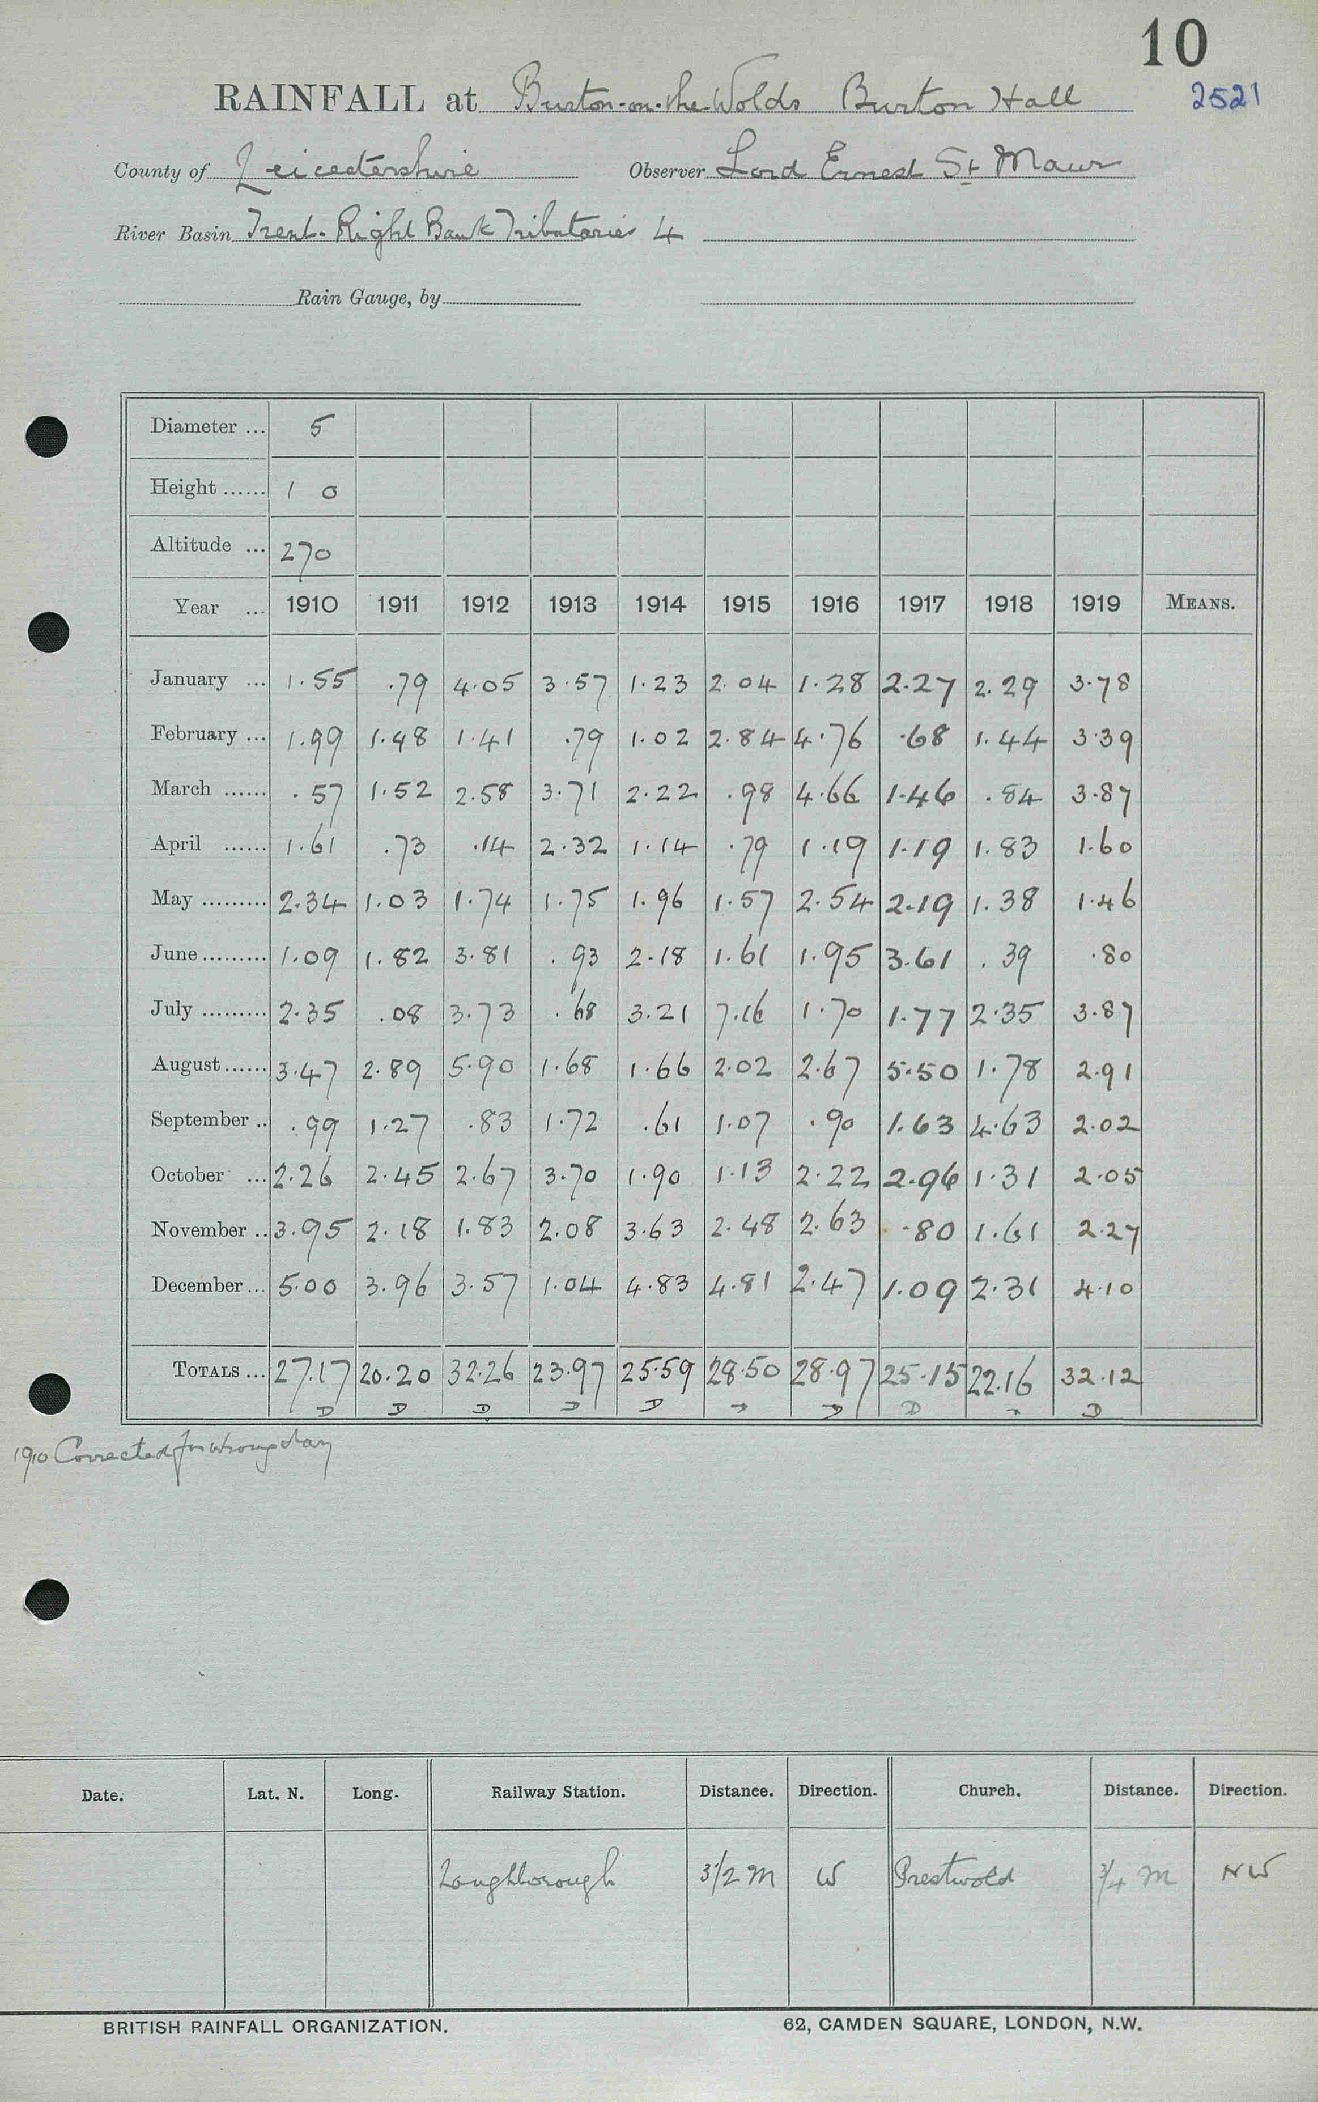 10
RAINFALL at Burton-on-the-Wolds Burton Hall 2521
County of Leicestershire Observer Lord Ernest St Maur
River Basin Trent. Right Bank Tributaries 4
Rain Gauge, by
Diameter ... 5
Height ...... 1 0
Altitude ... 270
Year ... 1910 1911 1912 1913 1914 1915 1916 1917 1918 1919 MEANS.
January ... 1.55 .79 4.05 3.57 1.23 2.04 1.28 2.27 2.29 3.78
February ... 1.99 1.48 1.41 .79 1.02 2.84 4.76 .68 1.44 3.39
March ...... .57 1.52 2.58 3.71 2.22 .98 4.66 1.46 .84 3.87
April ...... 1.61 .73 .14 2.32 1.14 .79 1.19 1.19 1.83 1.60
May ......... 2.34 1.03 1.74 1.75 1.96 1.57 2.54 2.19 1.38 1.46
June ......... 1.09 1.82 3.81 .93 2.18 1.61 1.95 3.61 .39 .80
July ......... 2.35 .08 3.73 .68 3.21 7.16 1.70 1.77 2.35 3.87
August ...... 3.47 2.89 5.90 1.68 1.66 2.02 2.67 5.50 1.78 2.91
September .. .99 1.27 .83 1.72 .61 1.07 .90 1.63 4.63 2.02
October ... 2.26 2.45 2.67 3.70 1.90 1.13 2.22 2.96 1.31 2.05
November .. 3.95 2.18 1.83 2.08 3.63 2.48 2.63 .80 1.61 2.27
December ... 5.00 3.96 3.57 1.04 4.83 4.81 2.47 1.09 2.31 4.10
TOTALS ... 27.17 20.20 32.26 23.97 25.59 28.50 28.97 25.15 22.16 32.12
D D D D D D D D
1910 Corrected for wrong day
Date. Lat. N. Long. Railway Station. Distance. Direction. Church. Distance. Direction.
Loughborough 3 1/2 m W Prestwold 3/4 m NW
BRITISH RAINFALL ORGANIZATION. 62, CAMDEN SQUARE, LONDON, N.W.